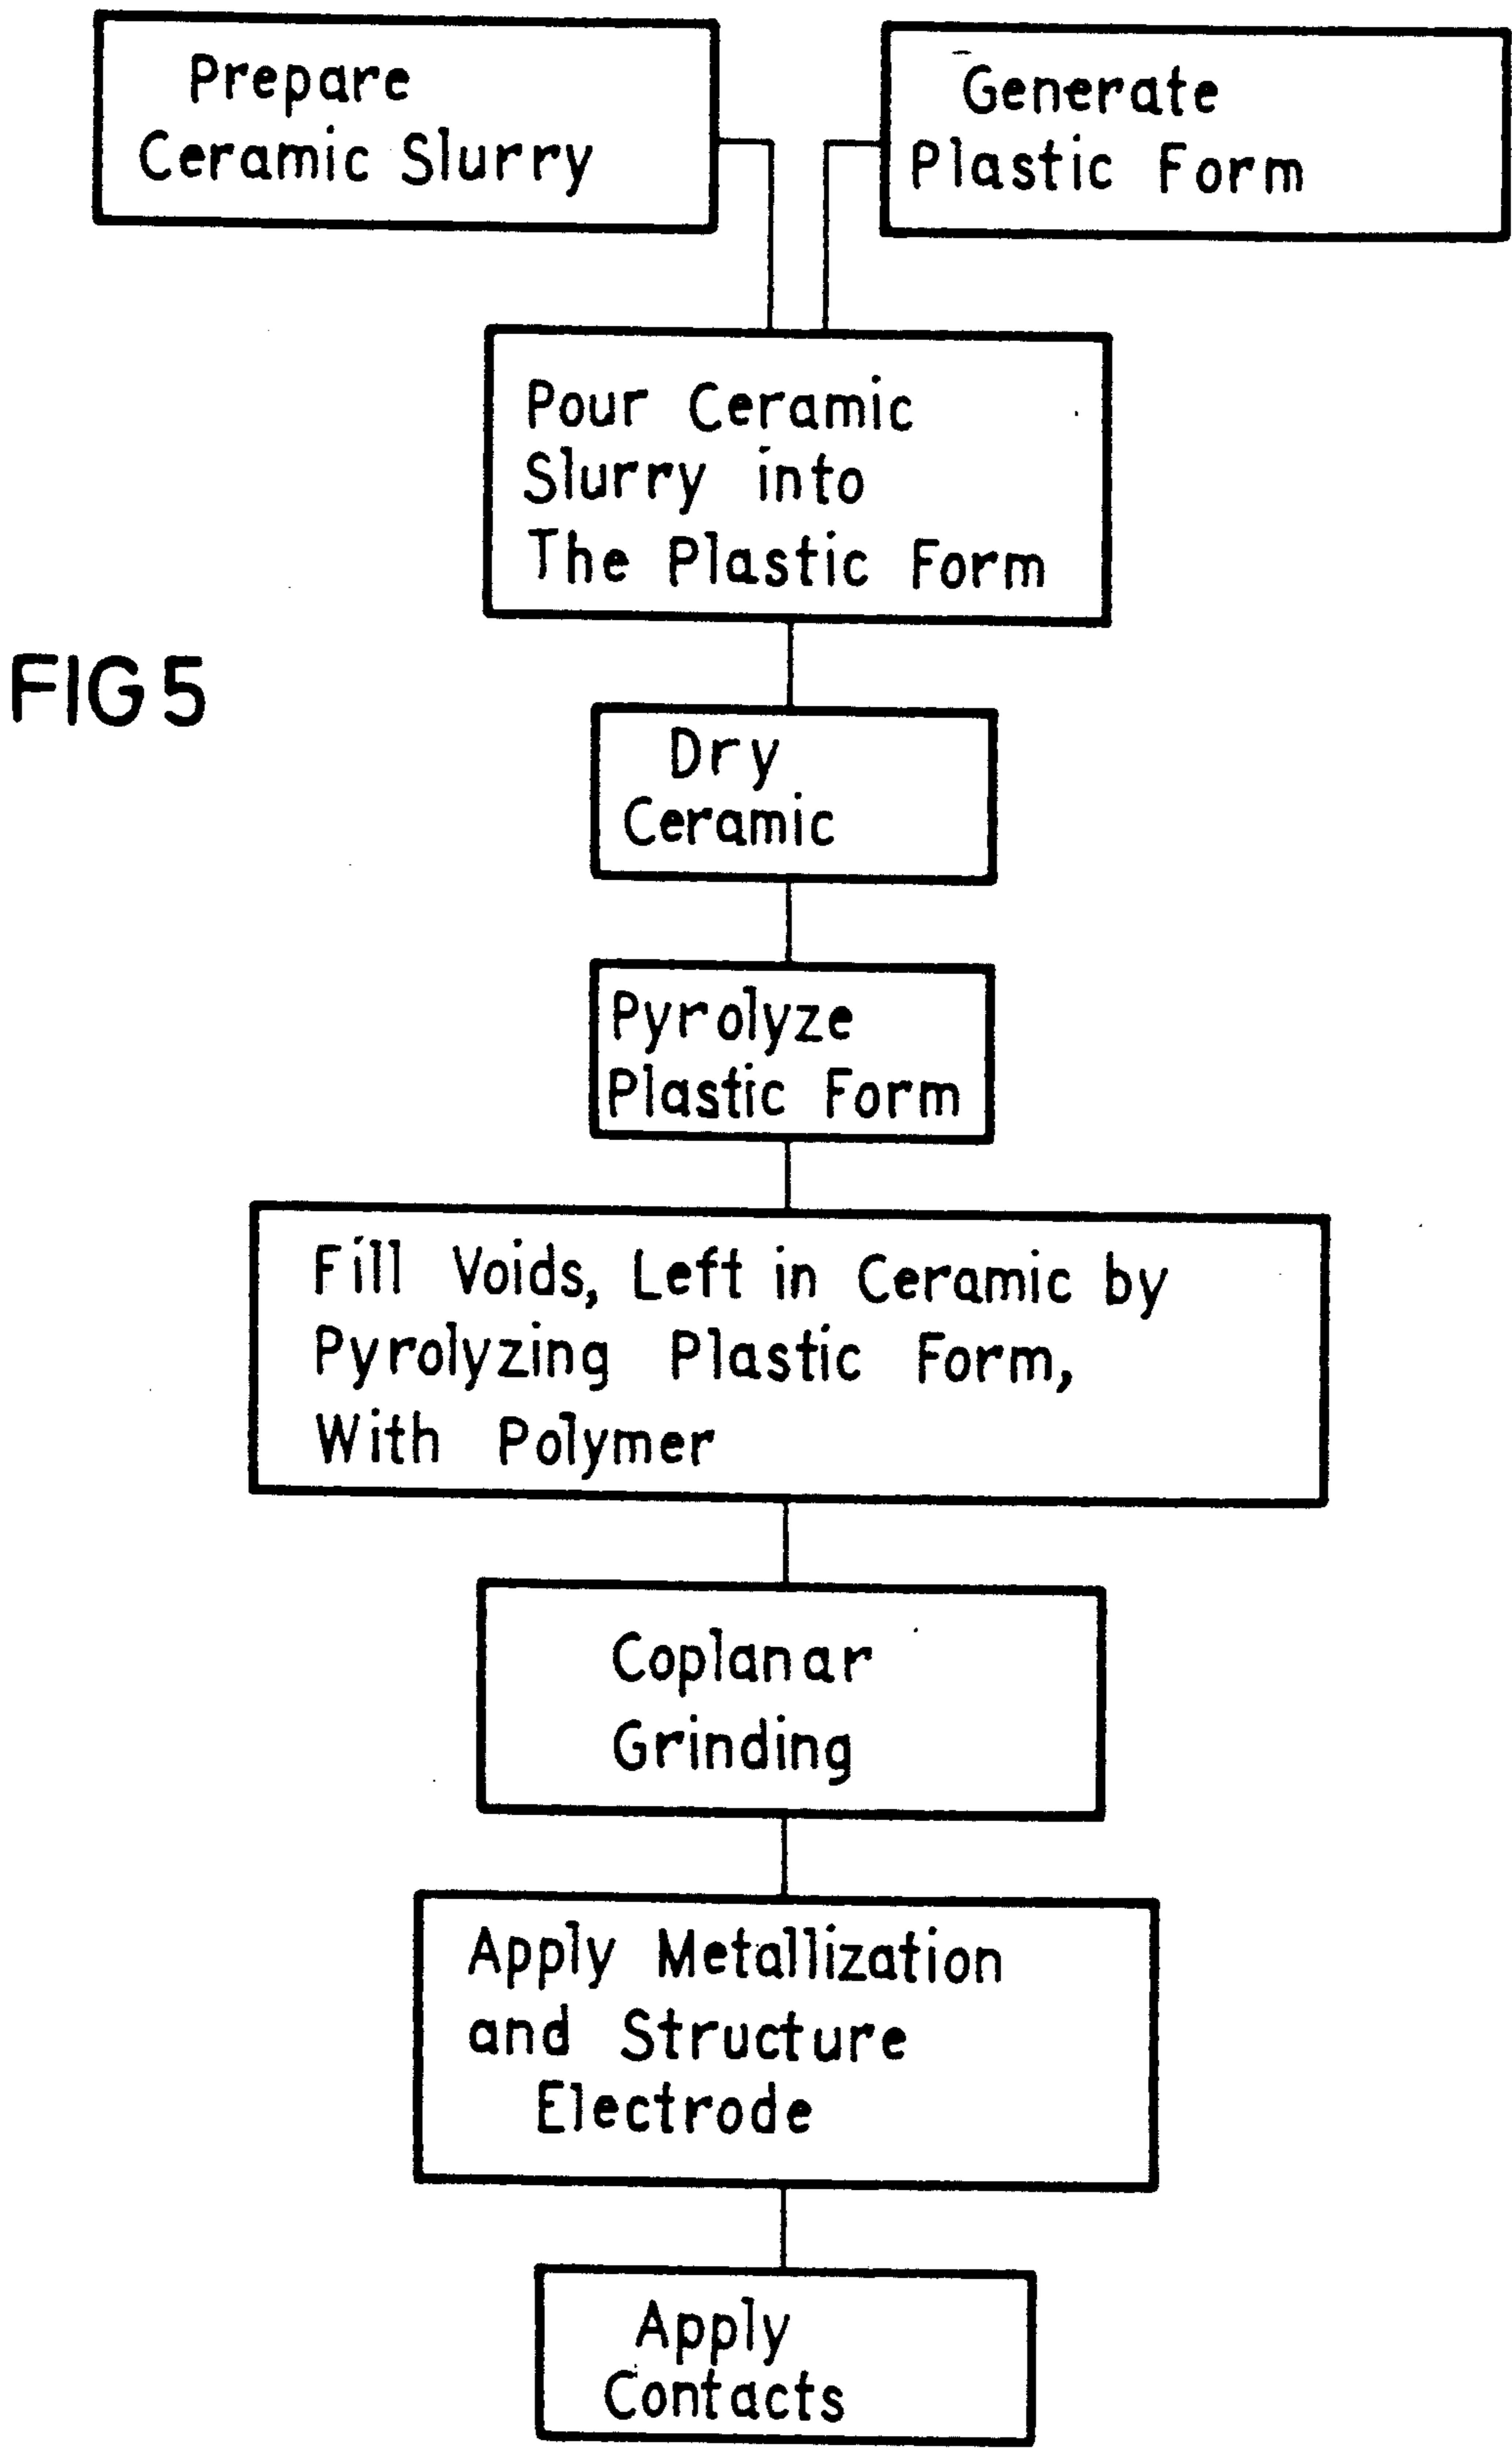 Prepare
Ceramic Slurry
Generate
Plastic Form
Pour Ceramic
Slurry into
The Plastic Form
FIG 5
Dry
Ceramic
Pyrolyze
Plastic Form
Fill Voids, Left in Ceramic by
Pyrolyzing Plastic Form,
With Polymer
Coplanar
Grinding
Apply Metallization
and Structure
Electrode
Apply
Contacts